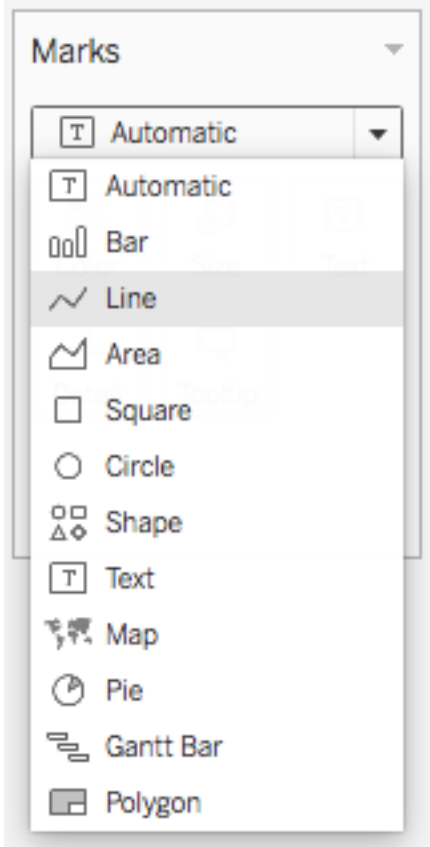 Marks
Automatic
Automatic
Bar
Line
Area
Square
Circle
Shape
Text
Map
Pie
Gantt Bar
Polygon